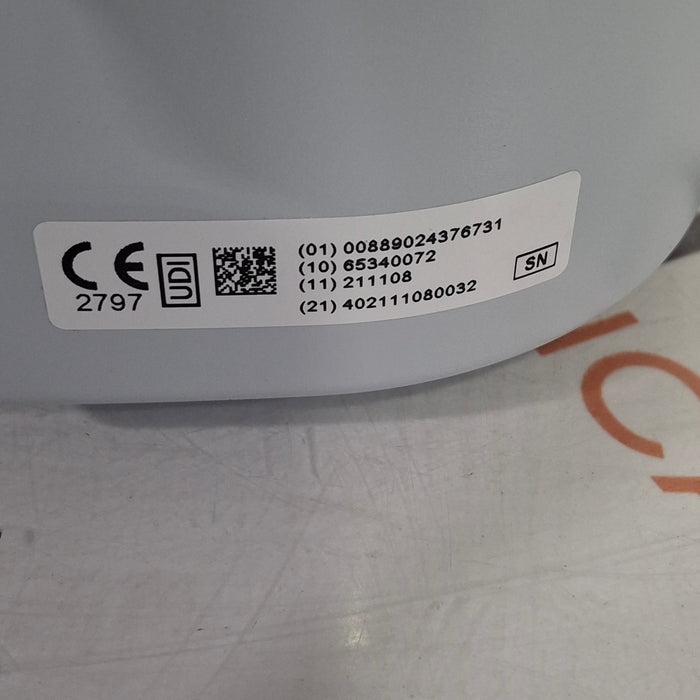 CE
2797
UDI
(01) 00889024376731
(10) 65340072
(11) 211108
(21) 402111080032
SN